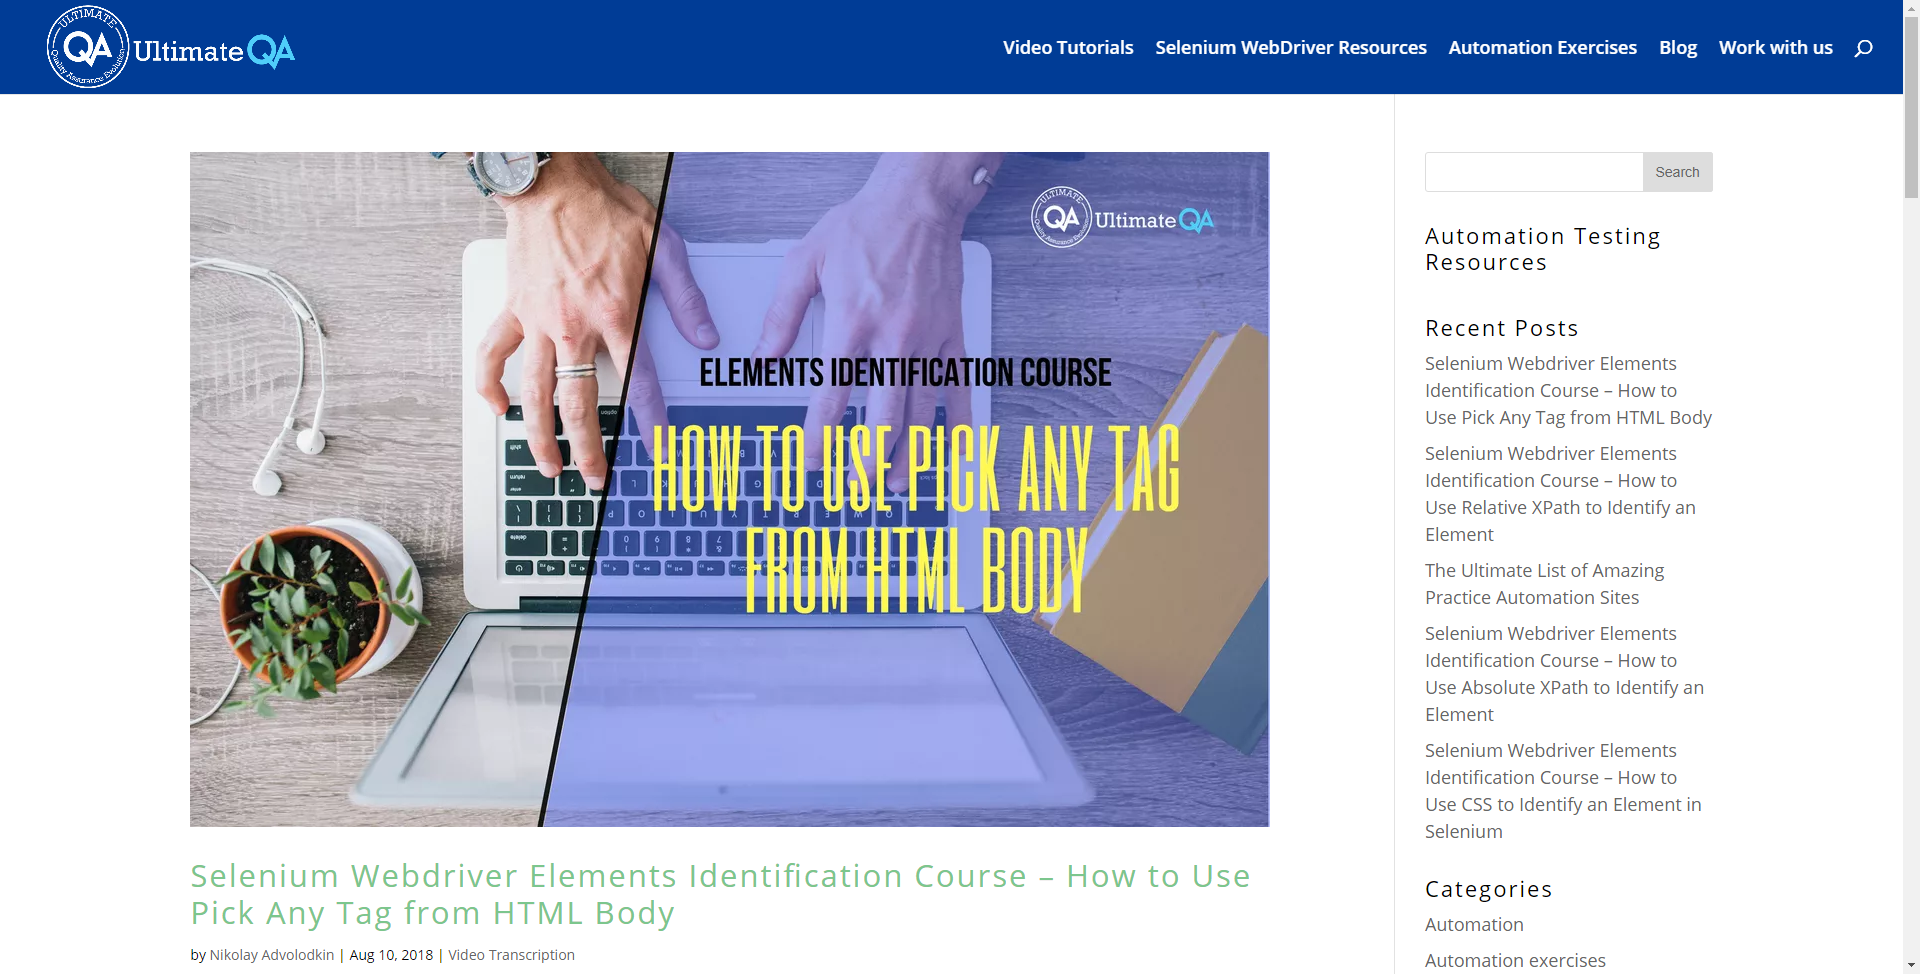 ULTIMATE
QA
Quality Assurance Evolution
UltimateQA
Video Tutorials
Selenium WebDriver Resources
Automation Exercises
Blog
Work with us
ULTIMATE
QA
Quality Assurance Evolution
UltimateQA
ELEMENTS IDENTIFICATION COURSE
HOW TO USE PICK ANY TAG
FROM HTML BODY
Selenium Webdriver Elements Identification Course – How to Use
Pick Any Tag from HTML Body
by Nikolay Advolodkin | Aug 10, 2018 | Video Transcription
Search
Automation Testing
Resources
Recent Posts
Selenium Webdriver Elements
Identification Course – How to
Use Pick Any Tag from HTML Body
Selenium Webdriver Elements
Identification Course – How to
Use Relative XPath to Identify an
Element
The Ultimate List of Amazing
Practice Automation Sites
Selenium Webdriver Elements
Identification Course – How to
Use Absolute XPath to Identify an
Element
Selenium Webdriver Elements
Identification Course – How to
Use CSS to Identify an Element in
Selenium
Categories
Automation
Automation exercises